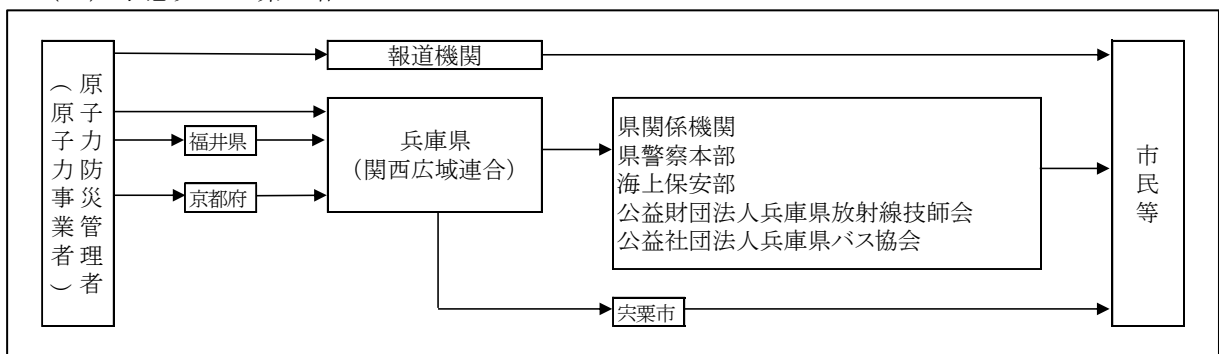 原子力防災管理者
（原子力事業者）
報道機関
福井県
京都府
兵庫県
（関西広域連合）
県関係機関
県警察本部
海上保安部
公益財団法人兵庫県放射線技師会
公益社団法人兵庫県バス協会
宍粟市
市民等